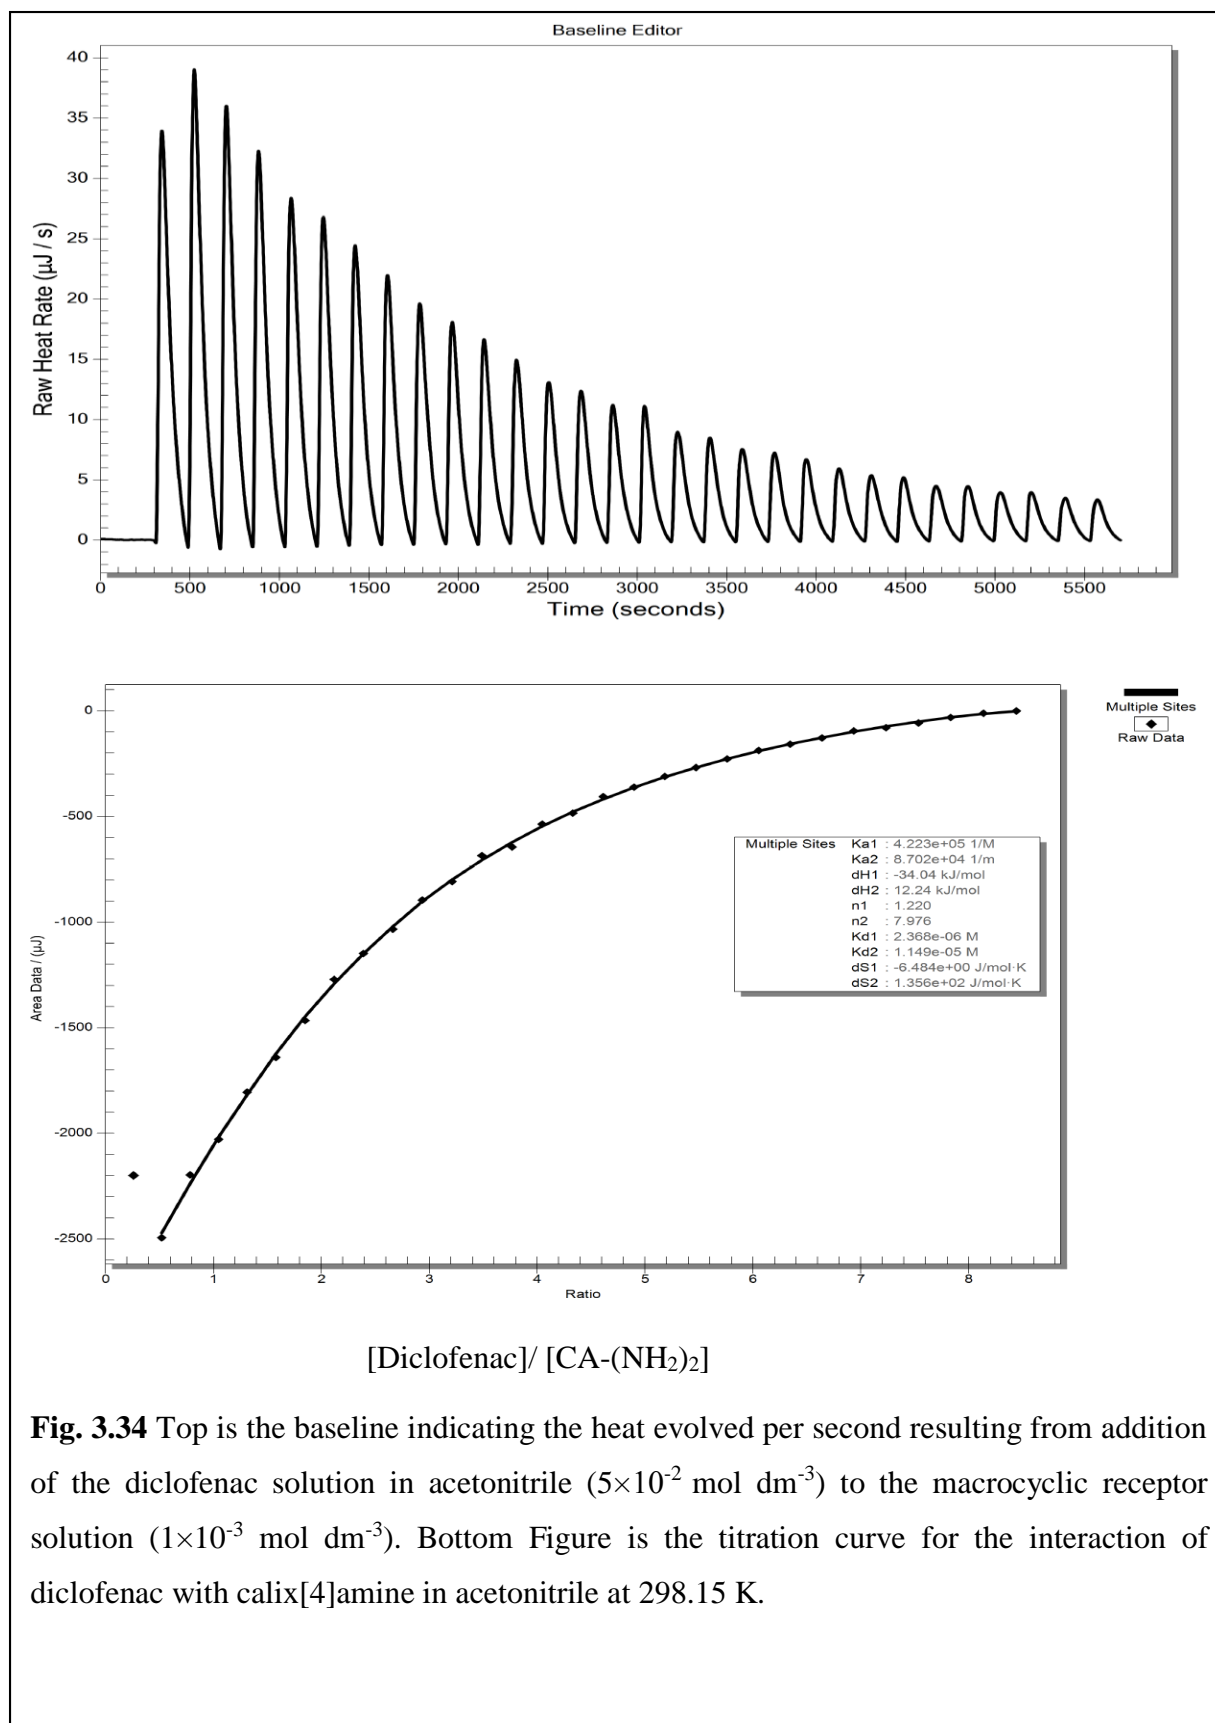 Baseline Editor
40
35
30
25
20
15
10
5
0
Raw Heat Rate (µJ / s)
0 500 1000 1500 2000 2500 3000 3500 4000 4500 5000 5500
Time (seconds)
Multiple Sites
Raw Data
0
-500
-1000
-1500
-2000
-2500
Area Data / (µJ)
Multiple Sites Ka1 : 4.223e+05 1/M
Ka2 : 8.702e+04 1/m
dH1 : -34.04 kJ/mol
dH2 : 12.24 kJ/mol
n1 : 1.220
n2 : 7.976
Kd1 : 2.368e-06 M
Kd2 : 1.149e-05 M
dS1 : -6.484e+00 J/mol·K
dS2 : 1.356e+02 J/mol·K
0 1 2 3 4 5 6 7 8
Ratio
[Diclofenac]/ [CA-(NH₂)₂]
Fig. 3.34 Top is the baseline indicating the heat evolved per second resulting from addition
of the diclofenac solution in acetonitrile (5×10⁻² mol dm⁻³) to the macrocyclic receptor
solution (1×10⁻³ mol dm⁻³). Bottom Figure is the titration curve for the interaction of
diclofenac with calix[4]amine in acetonitrile at 298.15 K.